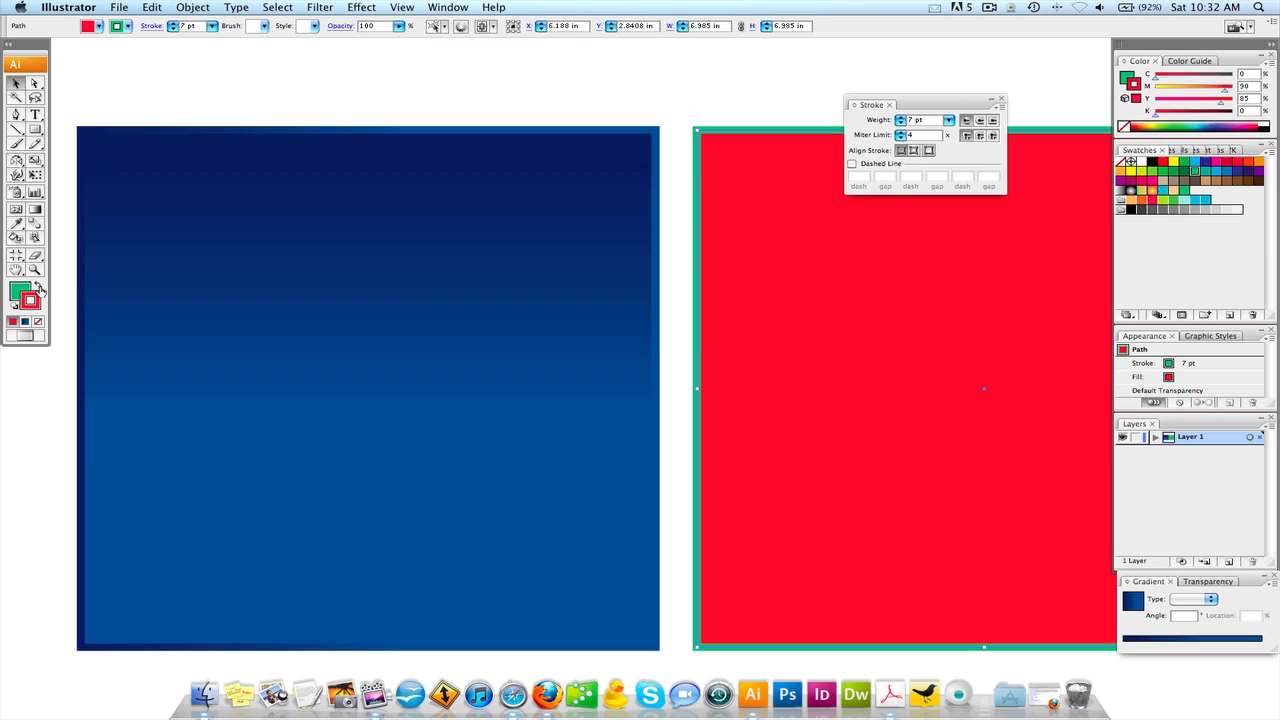 Illustrator File Edit Object Type Select Filter Effect View Window Help 5 (92%) Sat 10:32 AM
Path Stroke: 7 pt Brush: Style: Opacity: 100 % X: 6.188 in Y: 2.8408 in W: 6.985 in H: 6.985 in
Ai
T
Stroke
Weight: 7 pt
Miter Limit: 4 x
Align Stroke:
Dashed Line
dash gap dash gap dash gap
Color Color Guide
C 0 %
M 90 %
Y 85 %
K 0 %
Swatches
Appearance Graphic Styles
Path
Stroke: 7 pt
Fill:
Default Transparency
Layers
Layer 1
1 Layer
Gradient Transparency
Type:
Angle: ° Location: %
Ai Ps Id Dw